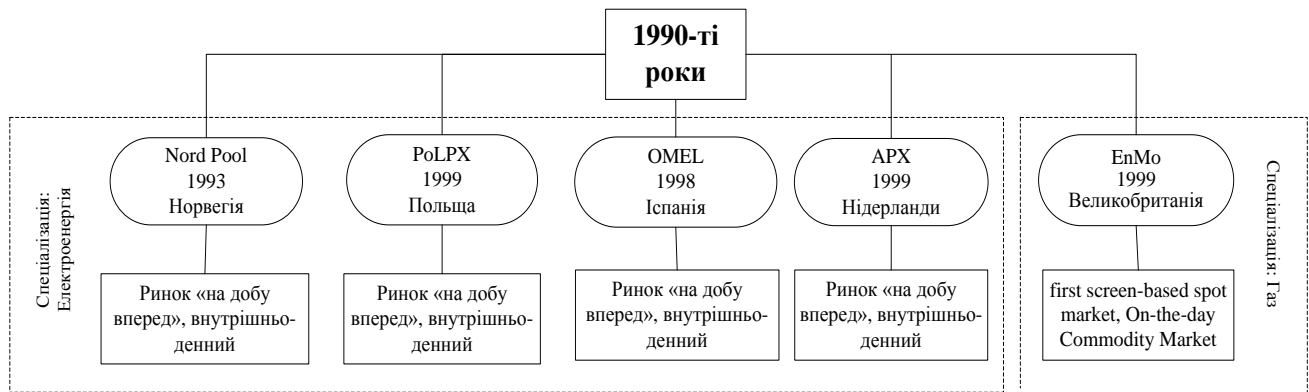 1990-ті
роки
Спеціалізація:
Електроенергія
Nord Pool
1993
Норвегія
Ринок «на добу
вперед», внутрішньо-
денний
PoLPX
1999
Польща
Ринок «на добу
вперед», внутрішньо-
денний
OMEL
1998
Іспанія
Ринок «на добу
вперед», внутрішньо-
денний
APX
1999
Нідерланди
Ринок «на добу
вперед», внутрішньо-
денний
EnMo
1999
Великобританія
first screen-based spot
market, On-the-day
Commodity Market
Спеціалізація: Газ